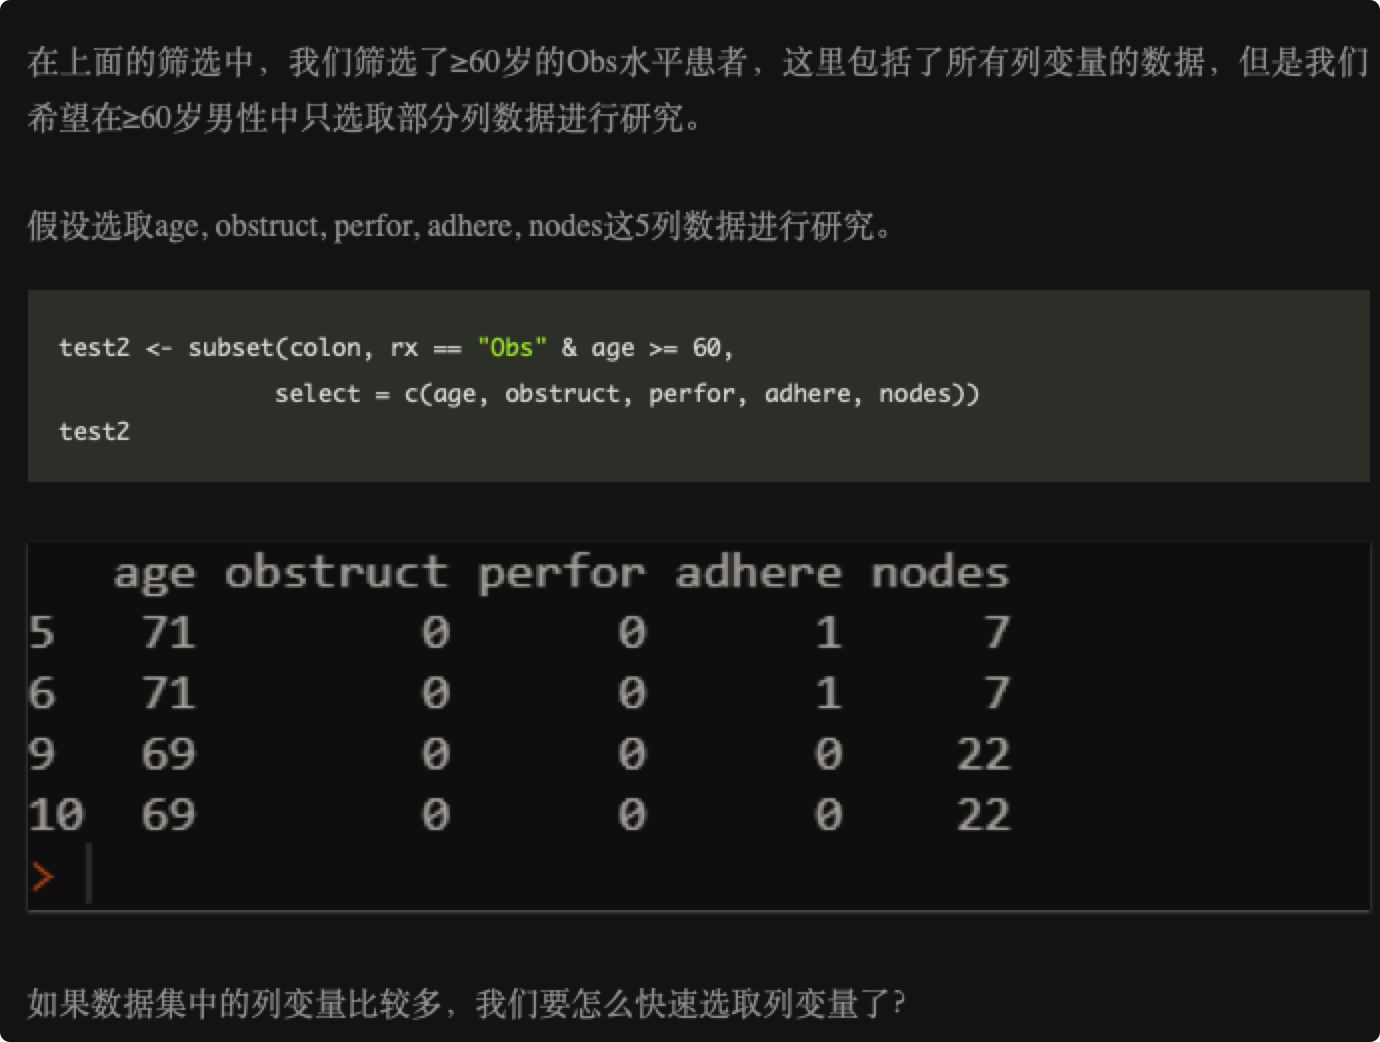 在上面的筛选中，我们筛选了≥60岁的Obs水平患者，这里包括了所有列变量的数据，但是我们
希望在≥60岁男性中只选取部分列数据进行研究。
假设选取age, obstruct, perfor, adhere, nodes这5列数据进行研究。
test2 <- subset(colon, rx == "Obs" & age >= 60,
select = c(age, obstruct, perfor, adhere, nodes))
test2
age obstruct perfor adhere nodes
5 71 0 0 1 7
6 71 0 0 1 7
9 69 0 0 0 22
10 69 0 0 0 22
>
如果数据集中的列变量比较多，我们要怎么快速选取列变量了?